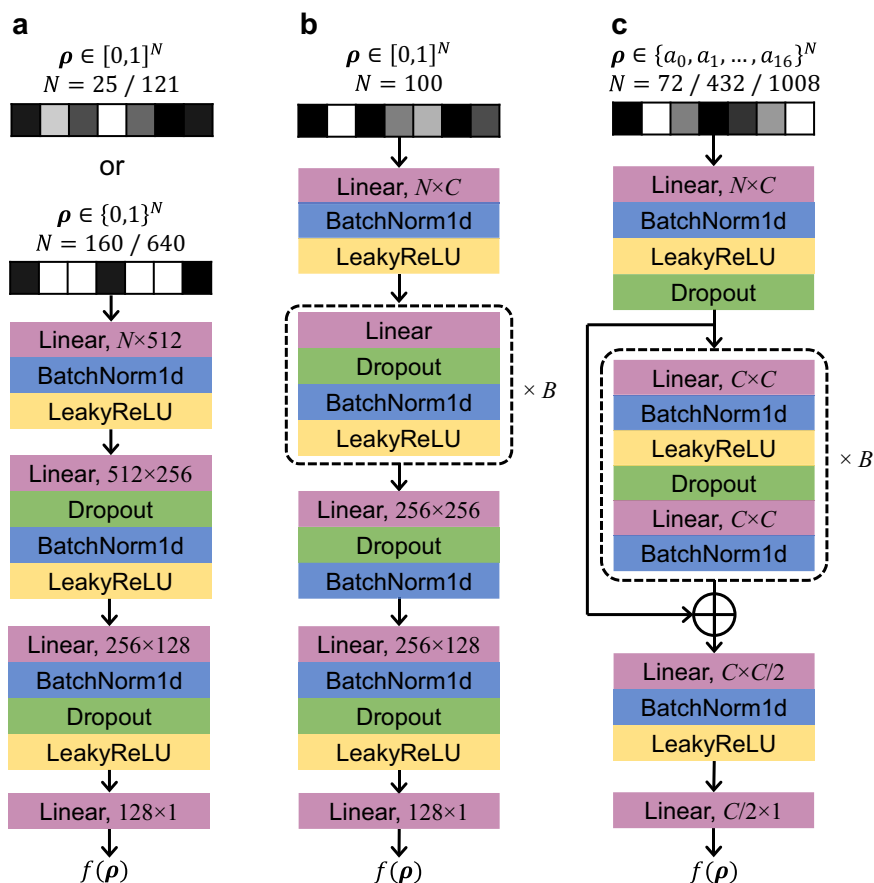 a
ρ ∈ [0,1]^N
N = 25 / 121
or
ρ ∈ {0,1}^N
N = 160 / 640
Linear, N×512
BatchNorm1d
LeakyReLU
Linear, 512×256
Dropout
BatchNorm1d
LeakyReLU
Linear, 256×128
BatchNorm1d
Dropout
LeakyReLU
Linear, 128×1
f(ρ)
b
ρ ∈ [0,1]^N
N = 100
Linear, N×C
BatchNorm1d
LeakyReLU
Linear
Dropout
BatchNorm1d
LeakyReLU
× B
Linear, 256×256
Dropout
BatchNorm1d
Linear, 256×128
BatchNorm1d
Dropout
LeakyReLU
Linear, 128×1
f(ρ)
c
ρ ∈ {a₀, a₁, … , a₁₆}^N
N = 72 / 432 / 1008
Linear, N×C
BatchNorm1d
LeakyReLU
Dropout
Linear, C×C
BatchNorm1d
LeakyReLU
Dropout
Linear, C×C
BatchNorm1d
× B
Linear, C×C/2
BatchNorm1d
LeakyReLU
Linear, C/2×1
f(ρ)